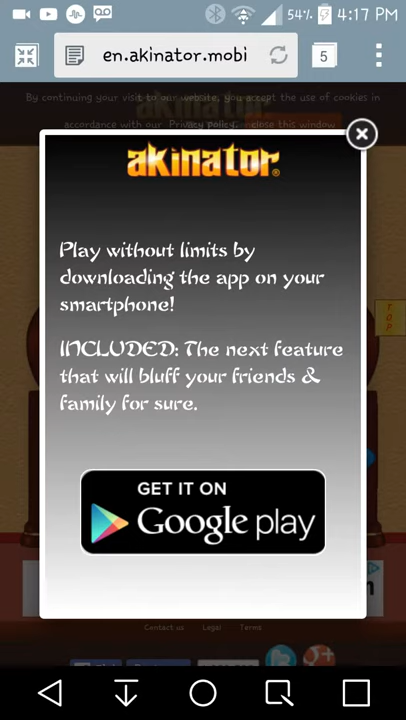 54% 4:17 PM
en.akinator.mobi
5
By continuing your visit to our website, you accept the use of cookies in
accordance with our Privacy policy. close this window
akinator®
Play without limits by
downloading the app on your
smartphone!
INCLUDED: The next feature
that will bluff your friends &
family for sure.
TOP
GET IT ON
Google play
Contact us Legal Terms